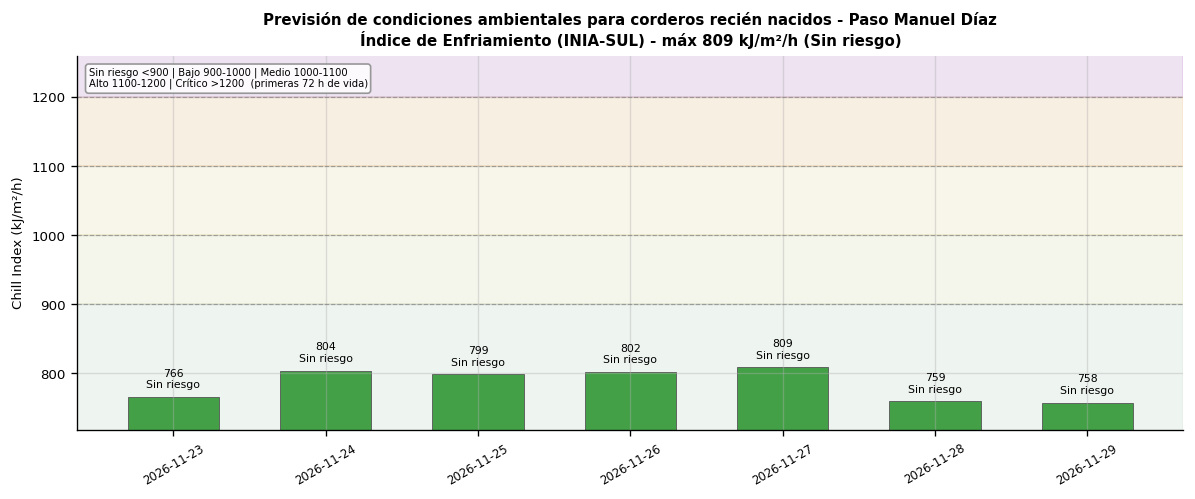 Previsión de condiciones ambientales para corderos recién nacidos - Paso Manuel Díaz
Índice de Enfriamiento (INIA-SUL) - máx 809 kJ/m²/h (Sin riesgo)
Sin riesgo <900 | Bajo 900-1000 | Medio 1000-1100
Alto 1100-1200 | Crítico >1200  (primeras 72 h de vida)
Chill Index (kJ/m²/h)
1200
1100
1000
900
800
766
Sin riesgo
804
Sin riesgo
799
Sin riesgo
802
Sin riesgo
809
Sin riesgo
759
Sin riesgo
758
Sin riesgo
2026-11-23
2026-11-24
2026-11-25
2026-11-26
2026-11-27
2026-11-28
2026-11-29